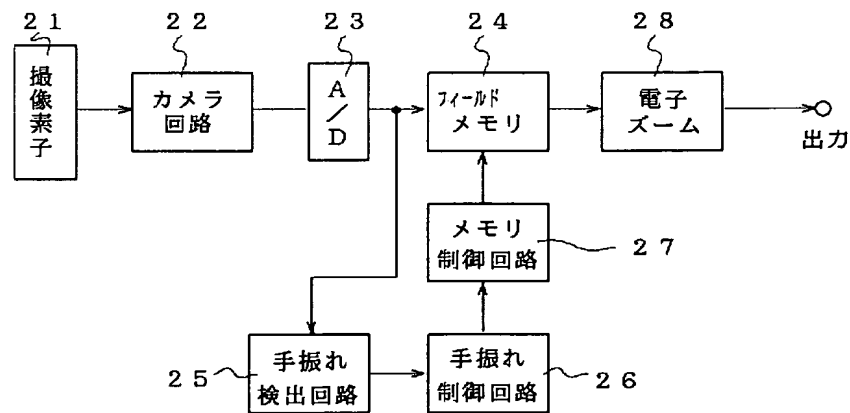 ２１ ２２ ２３ ２４ ２８
撮像素子
カメラ
回路
A/D
フィールド
メモリ
電子
ズーム
出力
メモリ
制御回路
２７
手振れ
検出回路
２５
手振れ
制御回路
２６